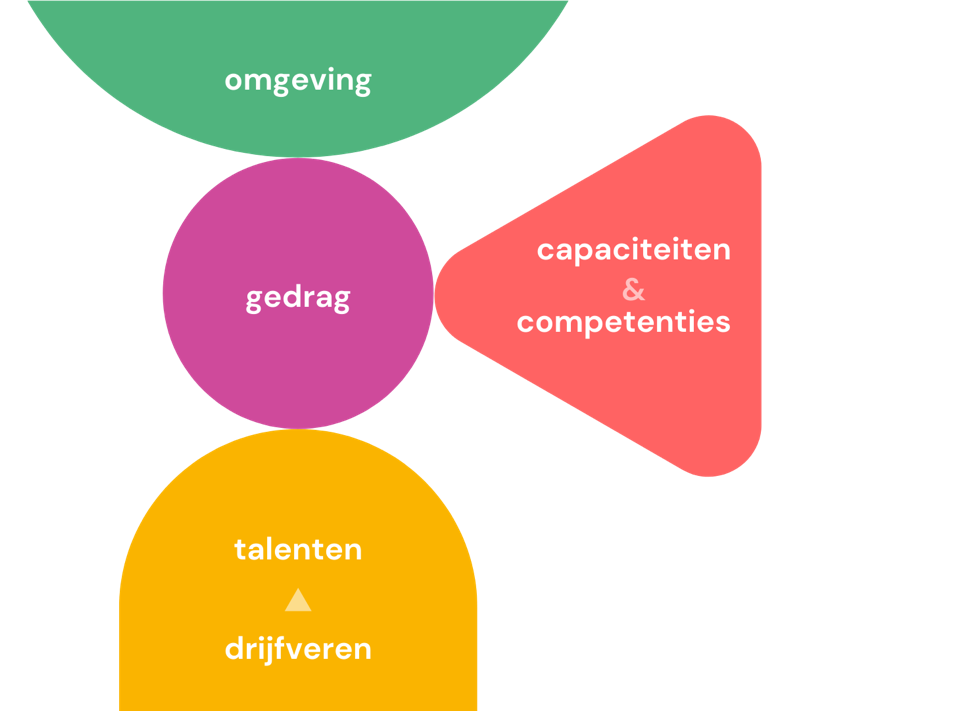 omgeving
gedrag
capaciteiten
&
competenties
talenten
drijfveren